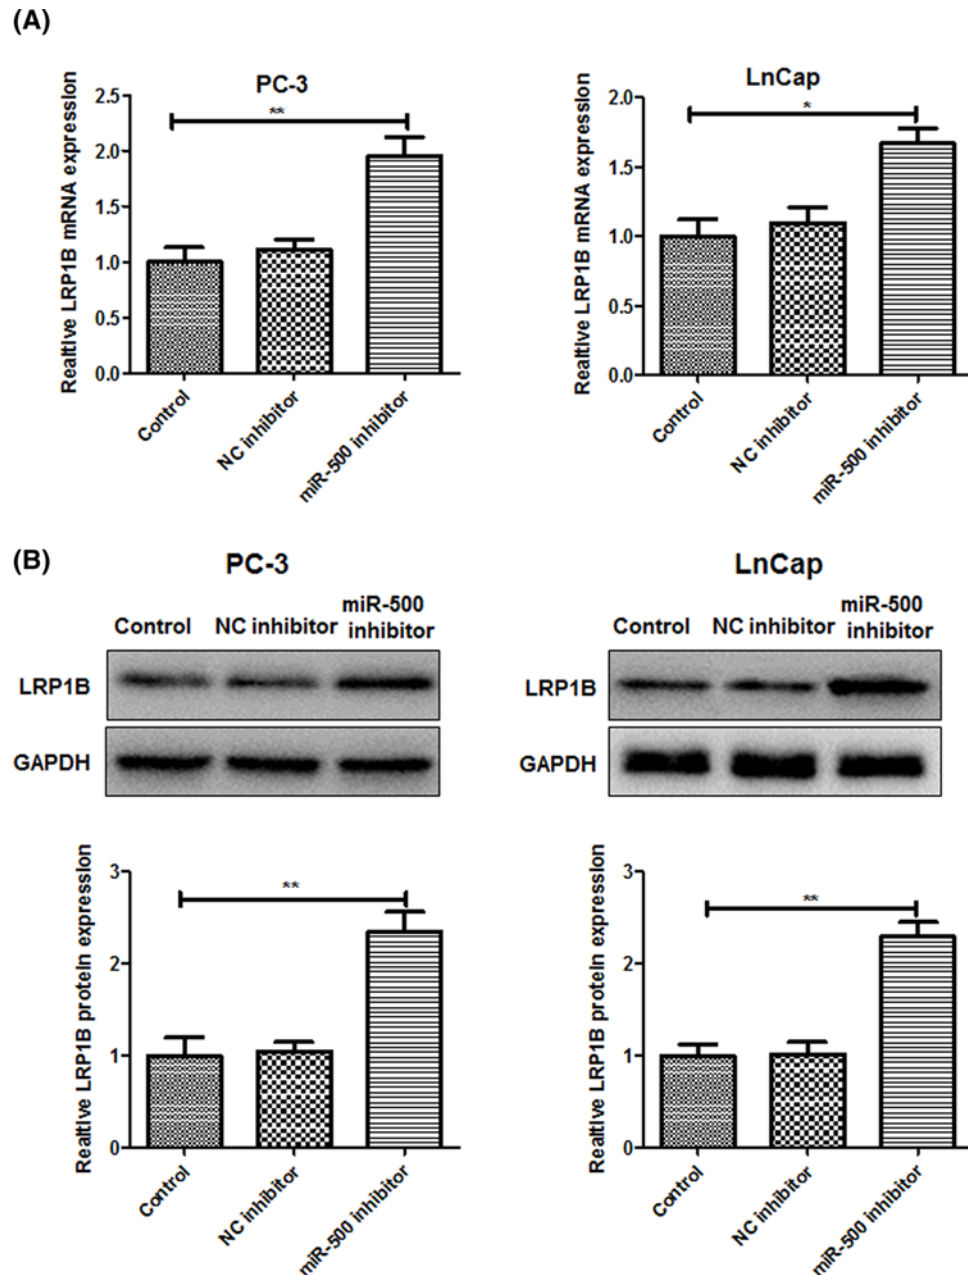 (A)
PC-3
Realtive LRP1B mRNA expression
2.5
2.0
1.5
1.0
0.5
0.0
**
Control
NC inhibitor
miR-500 inhibitor
LnCap
Realtive LRP1B mRNA expression
2.0
1.5
1.0
0.5
0.0
*
Control
NC inhibitor
miR-500 inhibitor
(B)
PC-3
Control
NC inhibitor
miR-500
inhibitor
LRP1B
GAPDH
LnCap
Control
NC inhibitor
miR-500
inhibitor
LRP1B
GAPDH
Realtive LRP1B protein expression
3
2
1
0
**
Control
NC inhibitor
miR-500 inhibitor
Realtive LRP1B protein expression
3
2
1
0
**
Control
NC inhibitor
miR-500 inhibitor